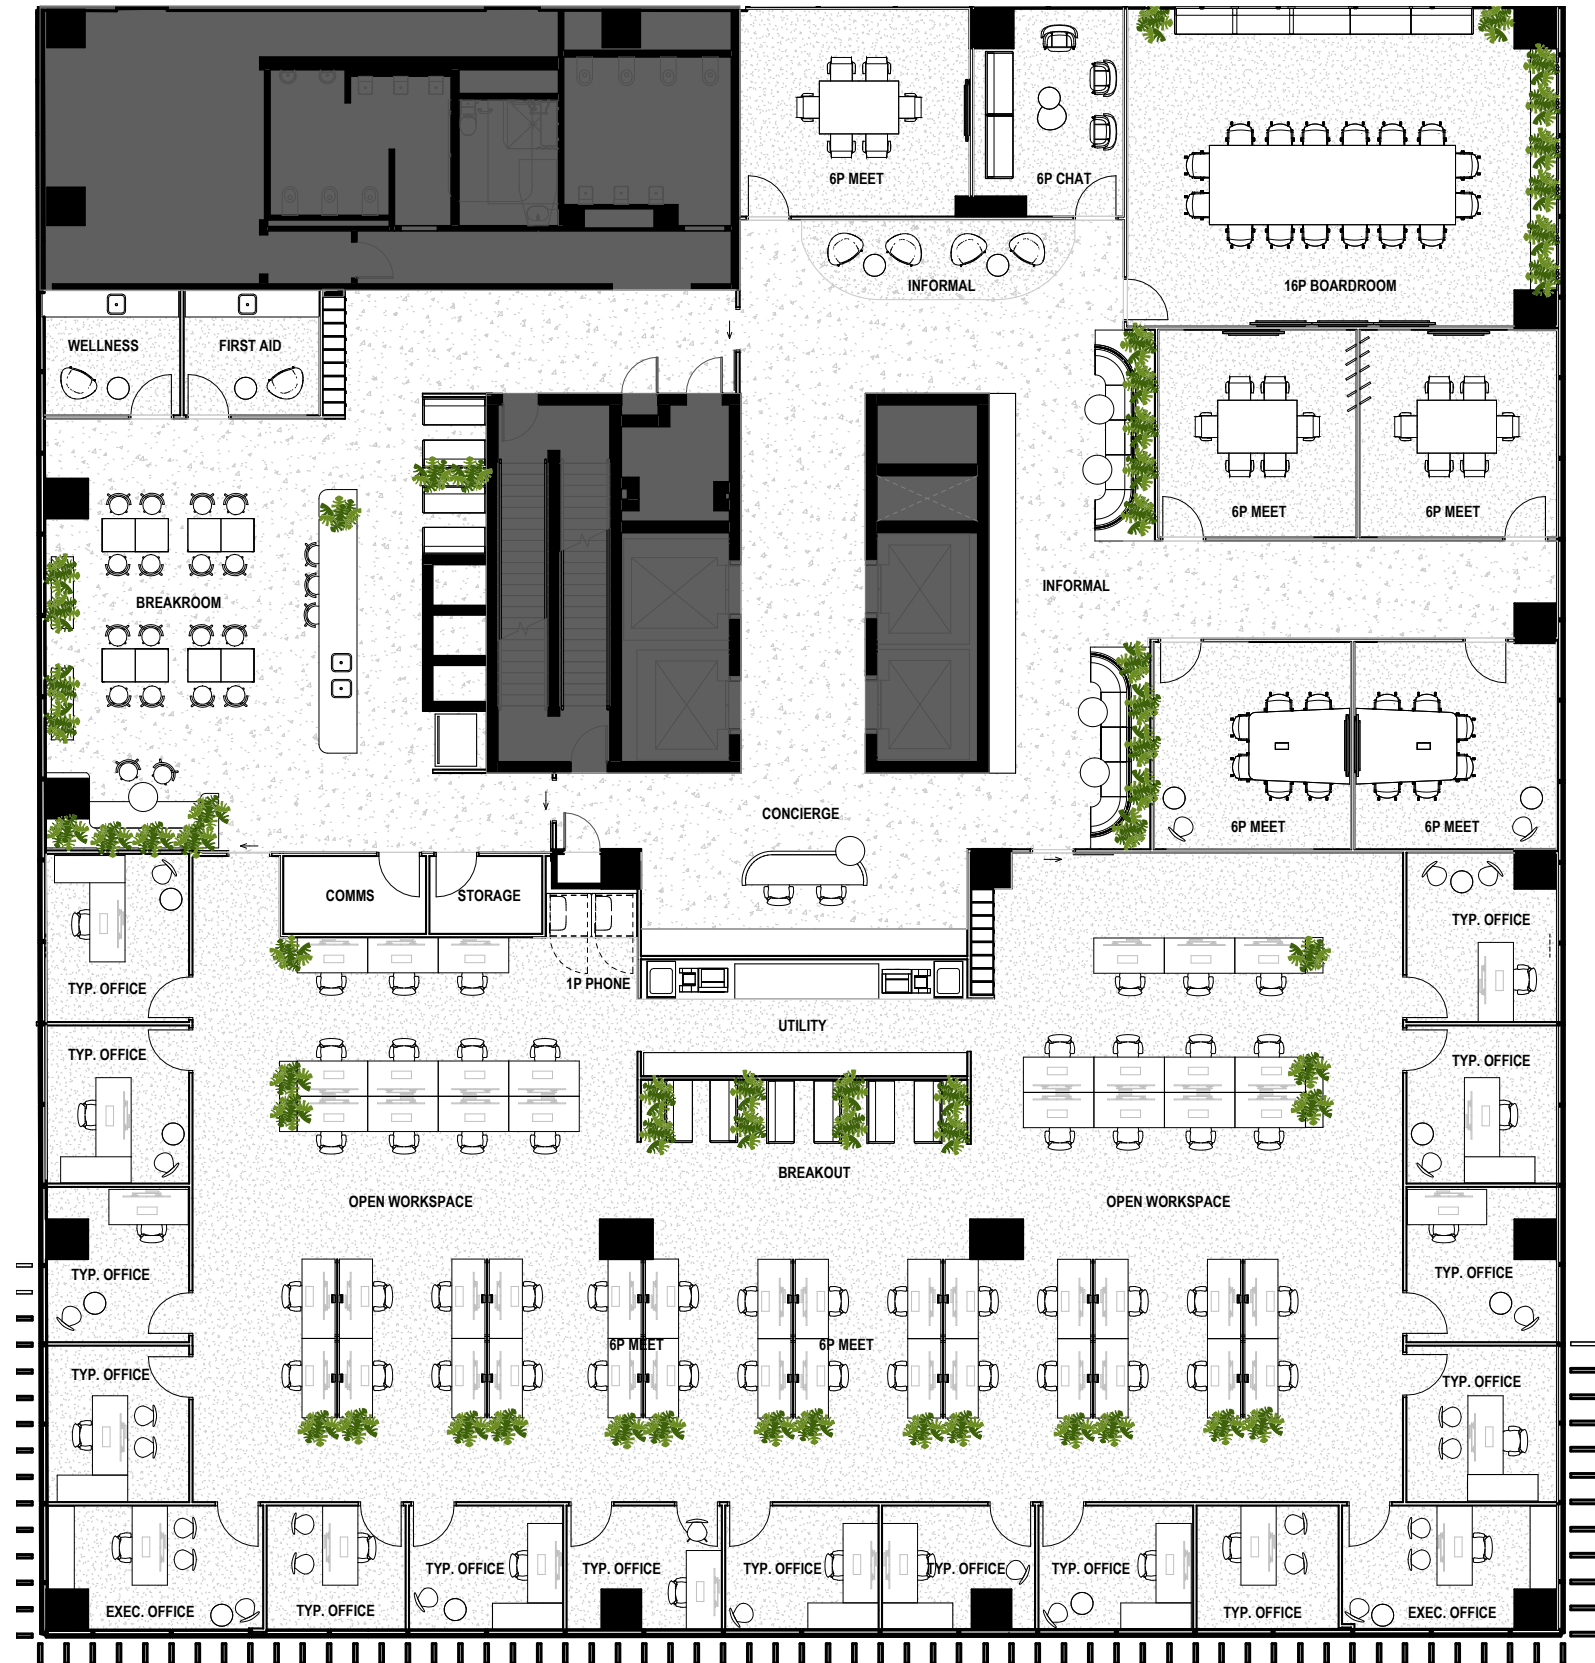 6P MEET
6P CHAT
INFORMAL
16P BOARDROOM
WELLNESS
FIRST AID
6P MEET
6P MEET
BREAKROOM
INFORMAL
CONCIERGE
6P MEET
6P MEET
COMMS
STORAGE
TYP. OFFICE
TYP. OFFICE
1P PHONE
UTILITY
TYP. OFFICE
TYP. OFFICE
BREAKOUT
OPEN WORKSPACE
OPEN WORKSPACE
TYP. OFFICE
TYP. OFFICE
6P MEET
6P MEET
TYP. OFFICE
TYP. OFFICE
TYP. OFFICE
TYP. OFFICE
TYP. OFFICE
TYP. OFFICE
TYP. OFFICE
EXEC. OFFICE
TYP. OFFICE
TYP. OFFICE
EXEC. OFFICE